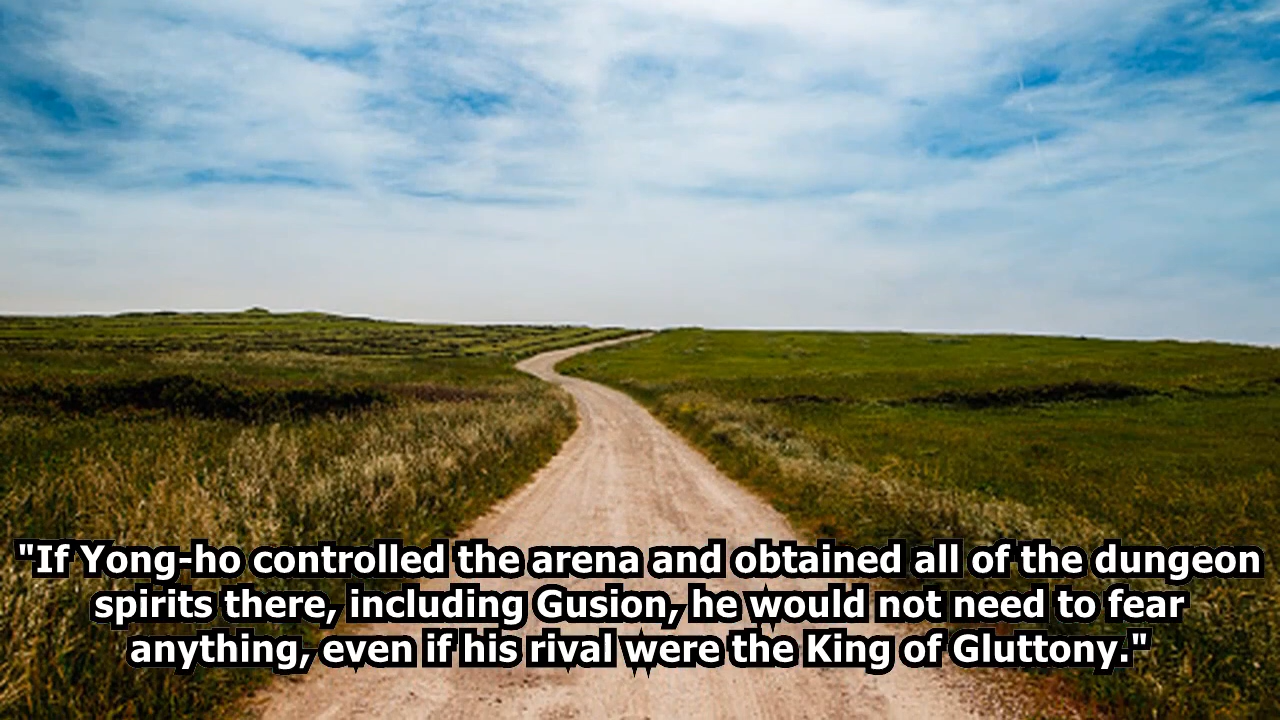 "If Yong-ho controlled the arena and obtained all of the dungeon
spirits there, including Gusion, he would not need to fear
anything, even if his rival were the King of Gluttony."